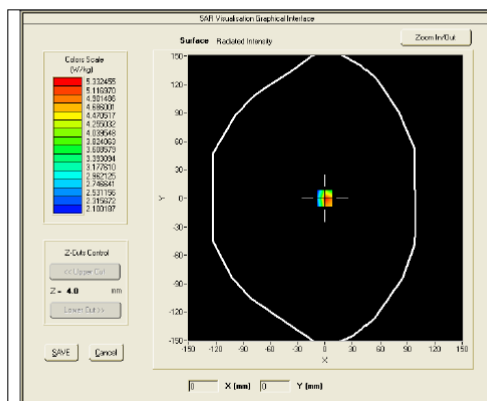 SAR Visualisation Graphical Interface
Surface Radiated Intensity
Zoom In/Out
Colors Scale
(W/kg)
5.332455
5.116970
4.901486
4.686001
4.470517
4.255032
4.039548
3.824063
3.608579
3.393094
3.177610
2.962125
2.746641
2.531156
2.315672
2.100187
Z-Cuts Control
<< Upper Cut
Z = 4.0 mm
Lower Cut >>
SAVE Cancel
150
120
90
60
30
0
-30
-60
-90
-120
-150
Y
-150 -120 -90 -60 -30 0 30 60 90 120 150
X
0 X (mm) 0 Y (mm)